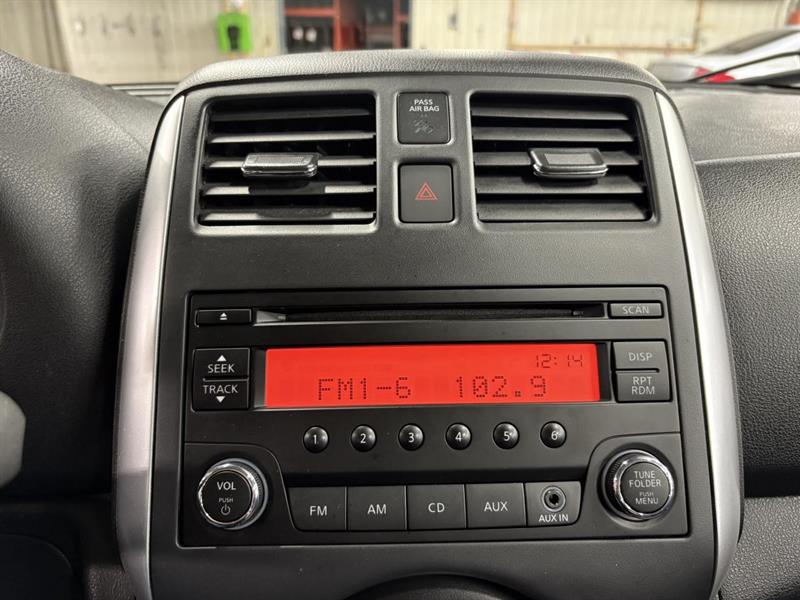 PASS
AIR BAG
SCAN
SEEK
TRACK
12:14
FM1-6 102.9
DISP
RPT
RDM
1 2 3 4 5 6
VOL
PUSH
FM AM CD AUX
AUX IN
TUNE
FOLDER
PUSH
MENU